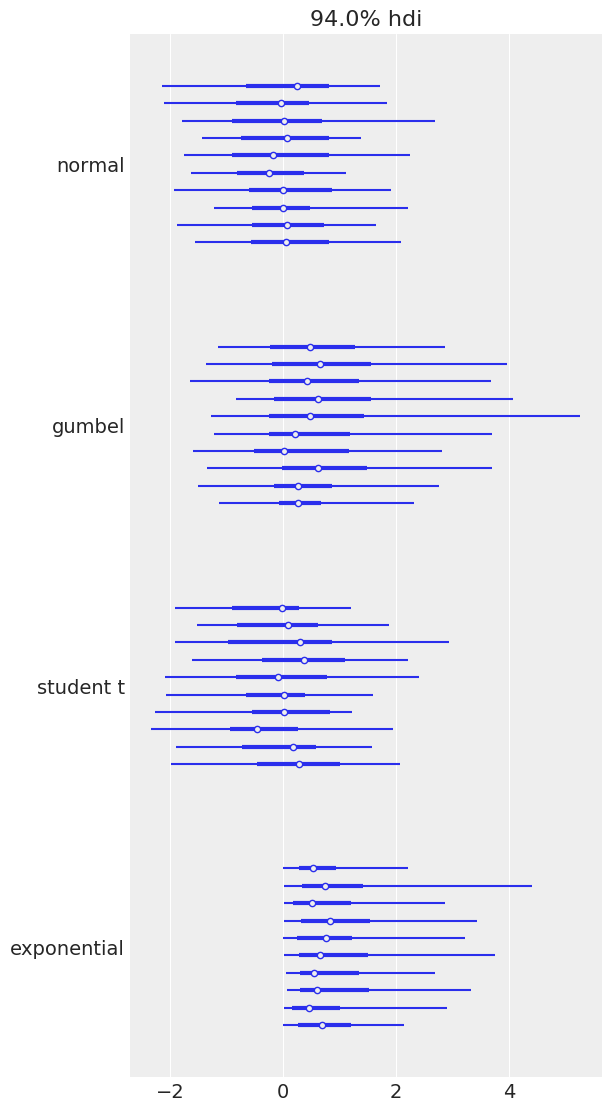 94.0% hdi
normal
gumbel
student t
exponential
−2 0 2 4